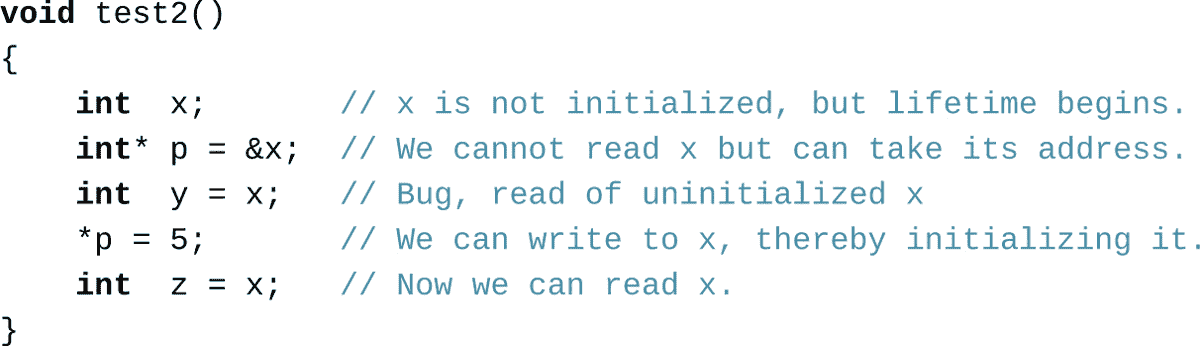 void test2()
{
    int  x;       // x is not initialized, but lifetime begins.
    int* p = &x;  // We cannot read x but can take its address.
    int  y = x;   // Bug, read of uninitialized x
    *p = 5;       // We can write to x, thereby initializing it.
    int  z = x;   // Now we can read x.
}